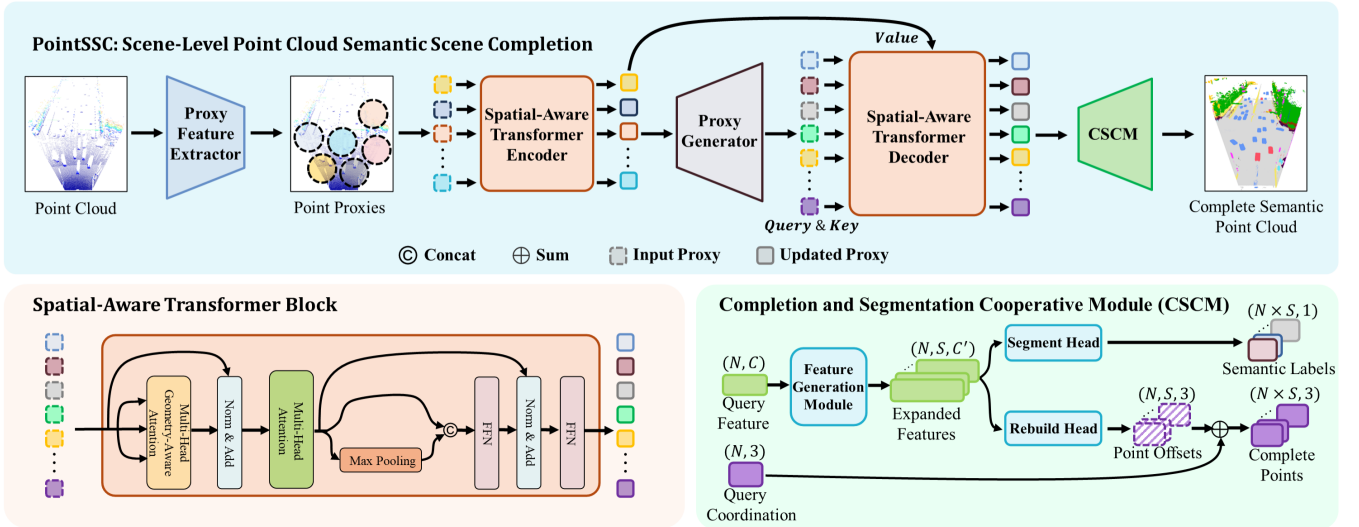 PointSSC: Scene-Level Point Cloud Semantic Scene Completion
Value
Proxy
Feature
Extractor
Spatial-Aware
Transformer
Encoder
Proxy
Generator
Spatial-Aware
Transformer
Decoder
CSCM
Point Cloud
Point Proxies
Query & Key
Complete Semantic
Point Cloud
© Concat
⊕ Sum
Input Proxy
Updated Proxy
Spatial-Aware Transformer Block
Multi-Head
Geometry-Aware
Attention
Norm & Add
Multi-Head
Attention
Max Pooling
©
FFN
Norm & Add
FFN
Completion and Segmentation Cooperative Module (CSCM)
(N, C)
Query
Feature
Feature
Generation
Module
(N, S, C′)
Expanded
Features
Segment Head
(N × S, 1)
Semantic Labels
Rebuild Head
(N, S, 3)
Point Offsets
⊕
(N × S, 3)
Complete
Points
(N, 3)
Query
Coordination